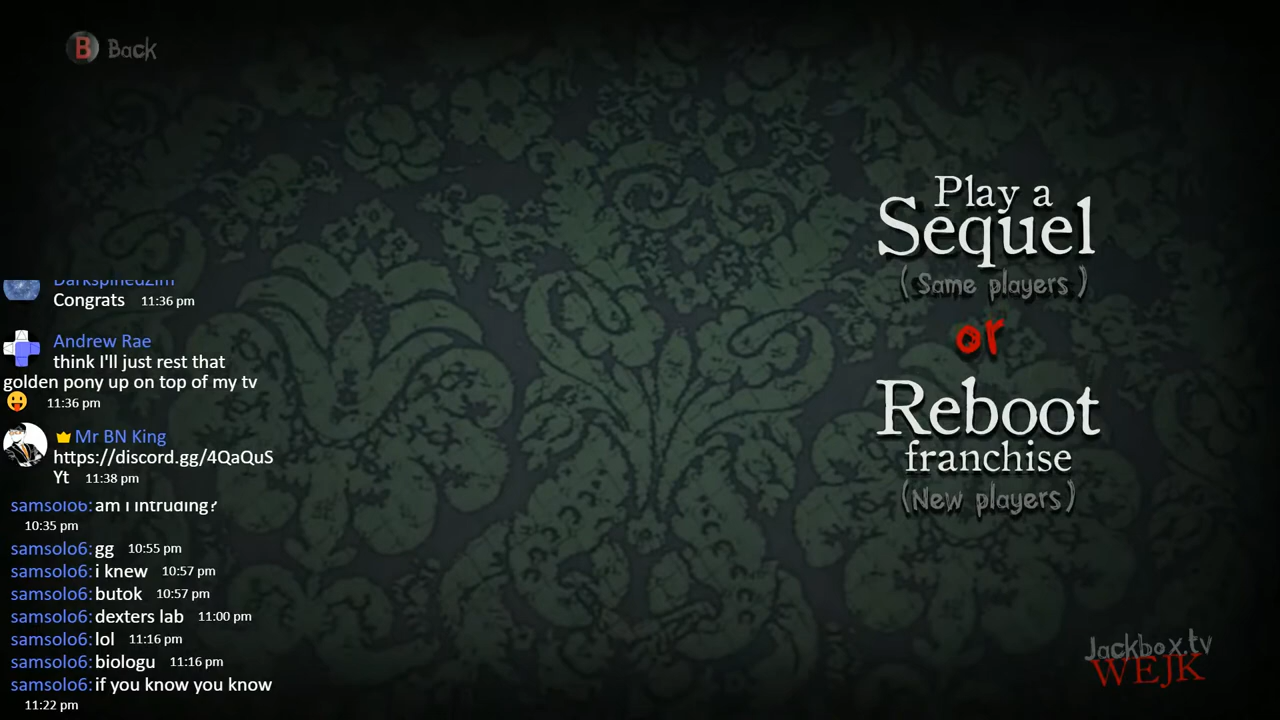 B Back
Play a
Sequel
( Same players )
or
Reboot
franchise
(New players)
Jackbox.tv
WEJK
Darkspinedzim
Congrats 11:36 pm
Andrew Rae
think I'll just rest that
golden pony up on top of my tv
11:36 pm
Mr BN King
https://discord.gg/4QaQuS
Yt 11:38 pm
samsolo6: am i intruding?
10:35 pm
samsolo6: gg 10:55 pm
samsolo6: i knew 10:57 pm
samsolo6: butok 10:57 pm
samsolo6: dexters lab 11:00 pm
samsolo6: lol 11:16 pm
samsolo6: biologu 11:16 pm
samsolo6: if you know you know
11:22 pm